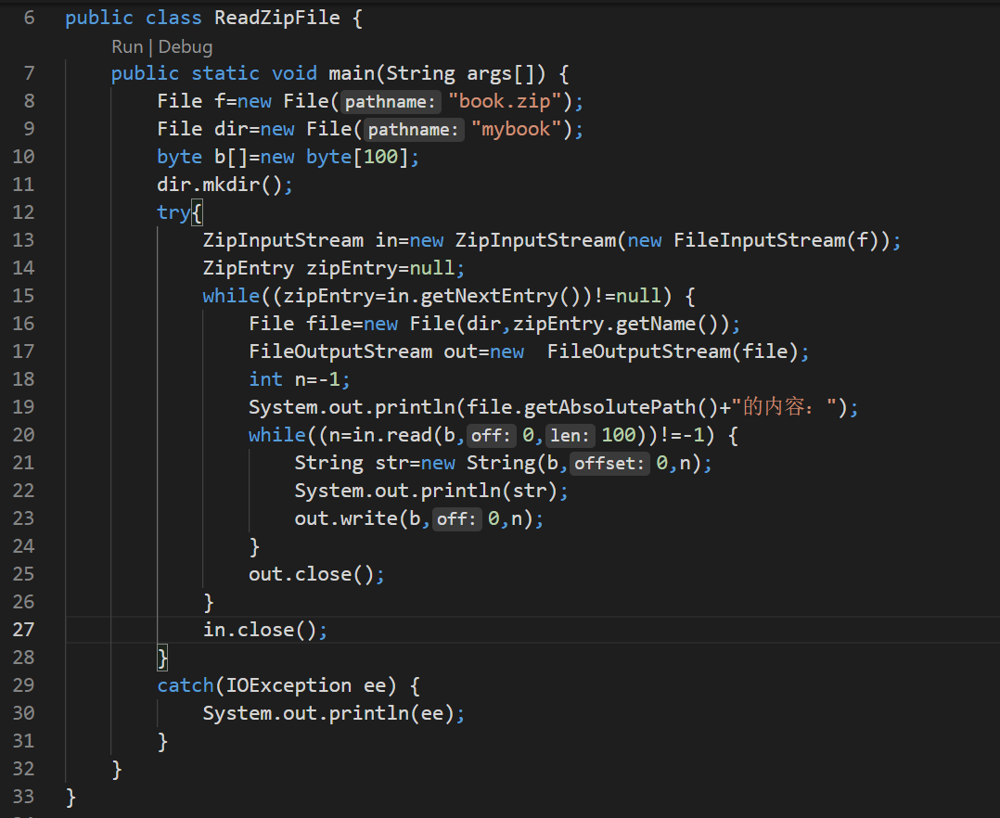 6 public class ReadZipFile {
Run | Debug
7 public static void main(String args[]) {
8 File f=new File(pathname: "book.zip");
9 File dir=new File(pathname: "mybook");
10 byte b[]=new byte[100];
11 dir.mkdir();
12 try{
13 ZipInputStream in=new ZipInputStream(new FileInputStream(f));
14 ZipEntry zipEntry=null;
15 while((zipEntry=in.getNextEntry())!=null) {
16 File file=new File(dir,zipEntry.getName());
17 FileOutputStream out=new  FileOutputStream(file);
18 int n=-1;
19 System.out.println(file.getAbsolutePath()+"的内容：");
20 while((n=in.read(b,off: 0,len: 100))!=-1) {
21 String str=new String(b,offset: 0,n);
22 System.out.println(str);
23 out.write(b,off: 0,n);
24 }
25 out.close();
26 }
27 in.close();
28 }
29 catch(IOException ee) {
30 System.out.println(ee);
31 }
32 }
33 }